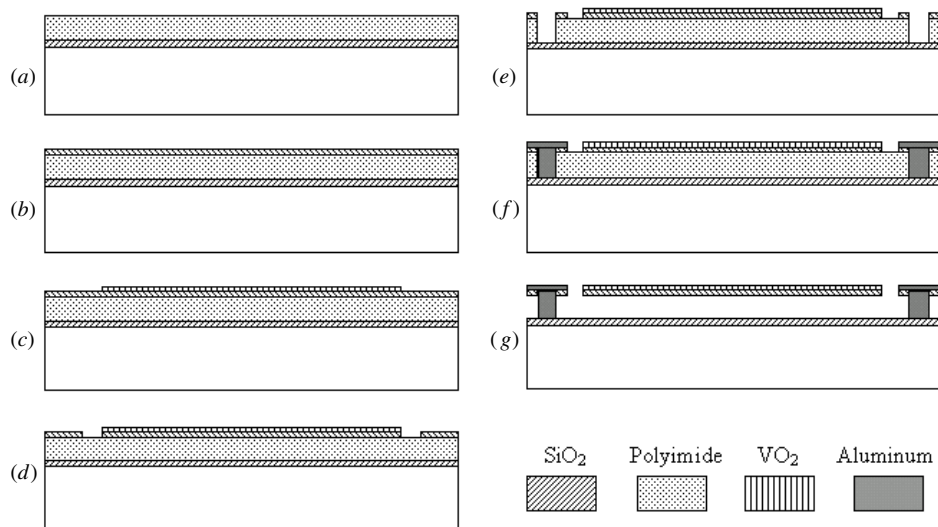 (a)
(b)
(c)
(d)
(e)
(f)
(g)
SiO₂ Polyimide VO₂ Aluminum